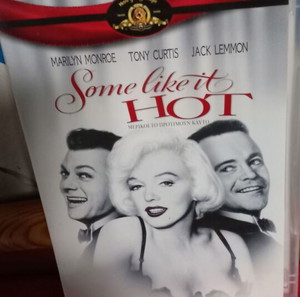 MARILYN MONROE TONY CURTIS JACK LEMMON
Some like it
HOT